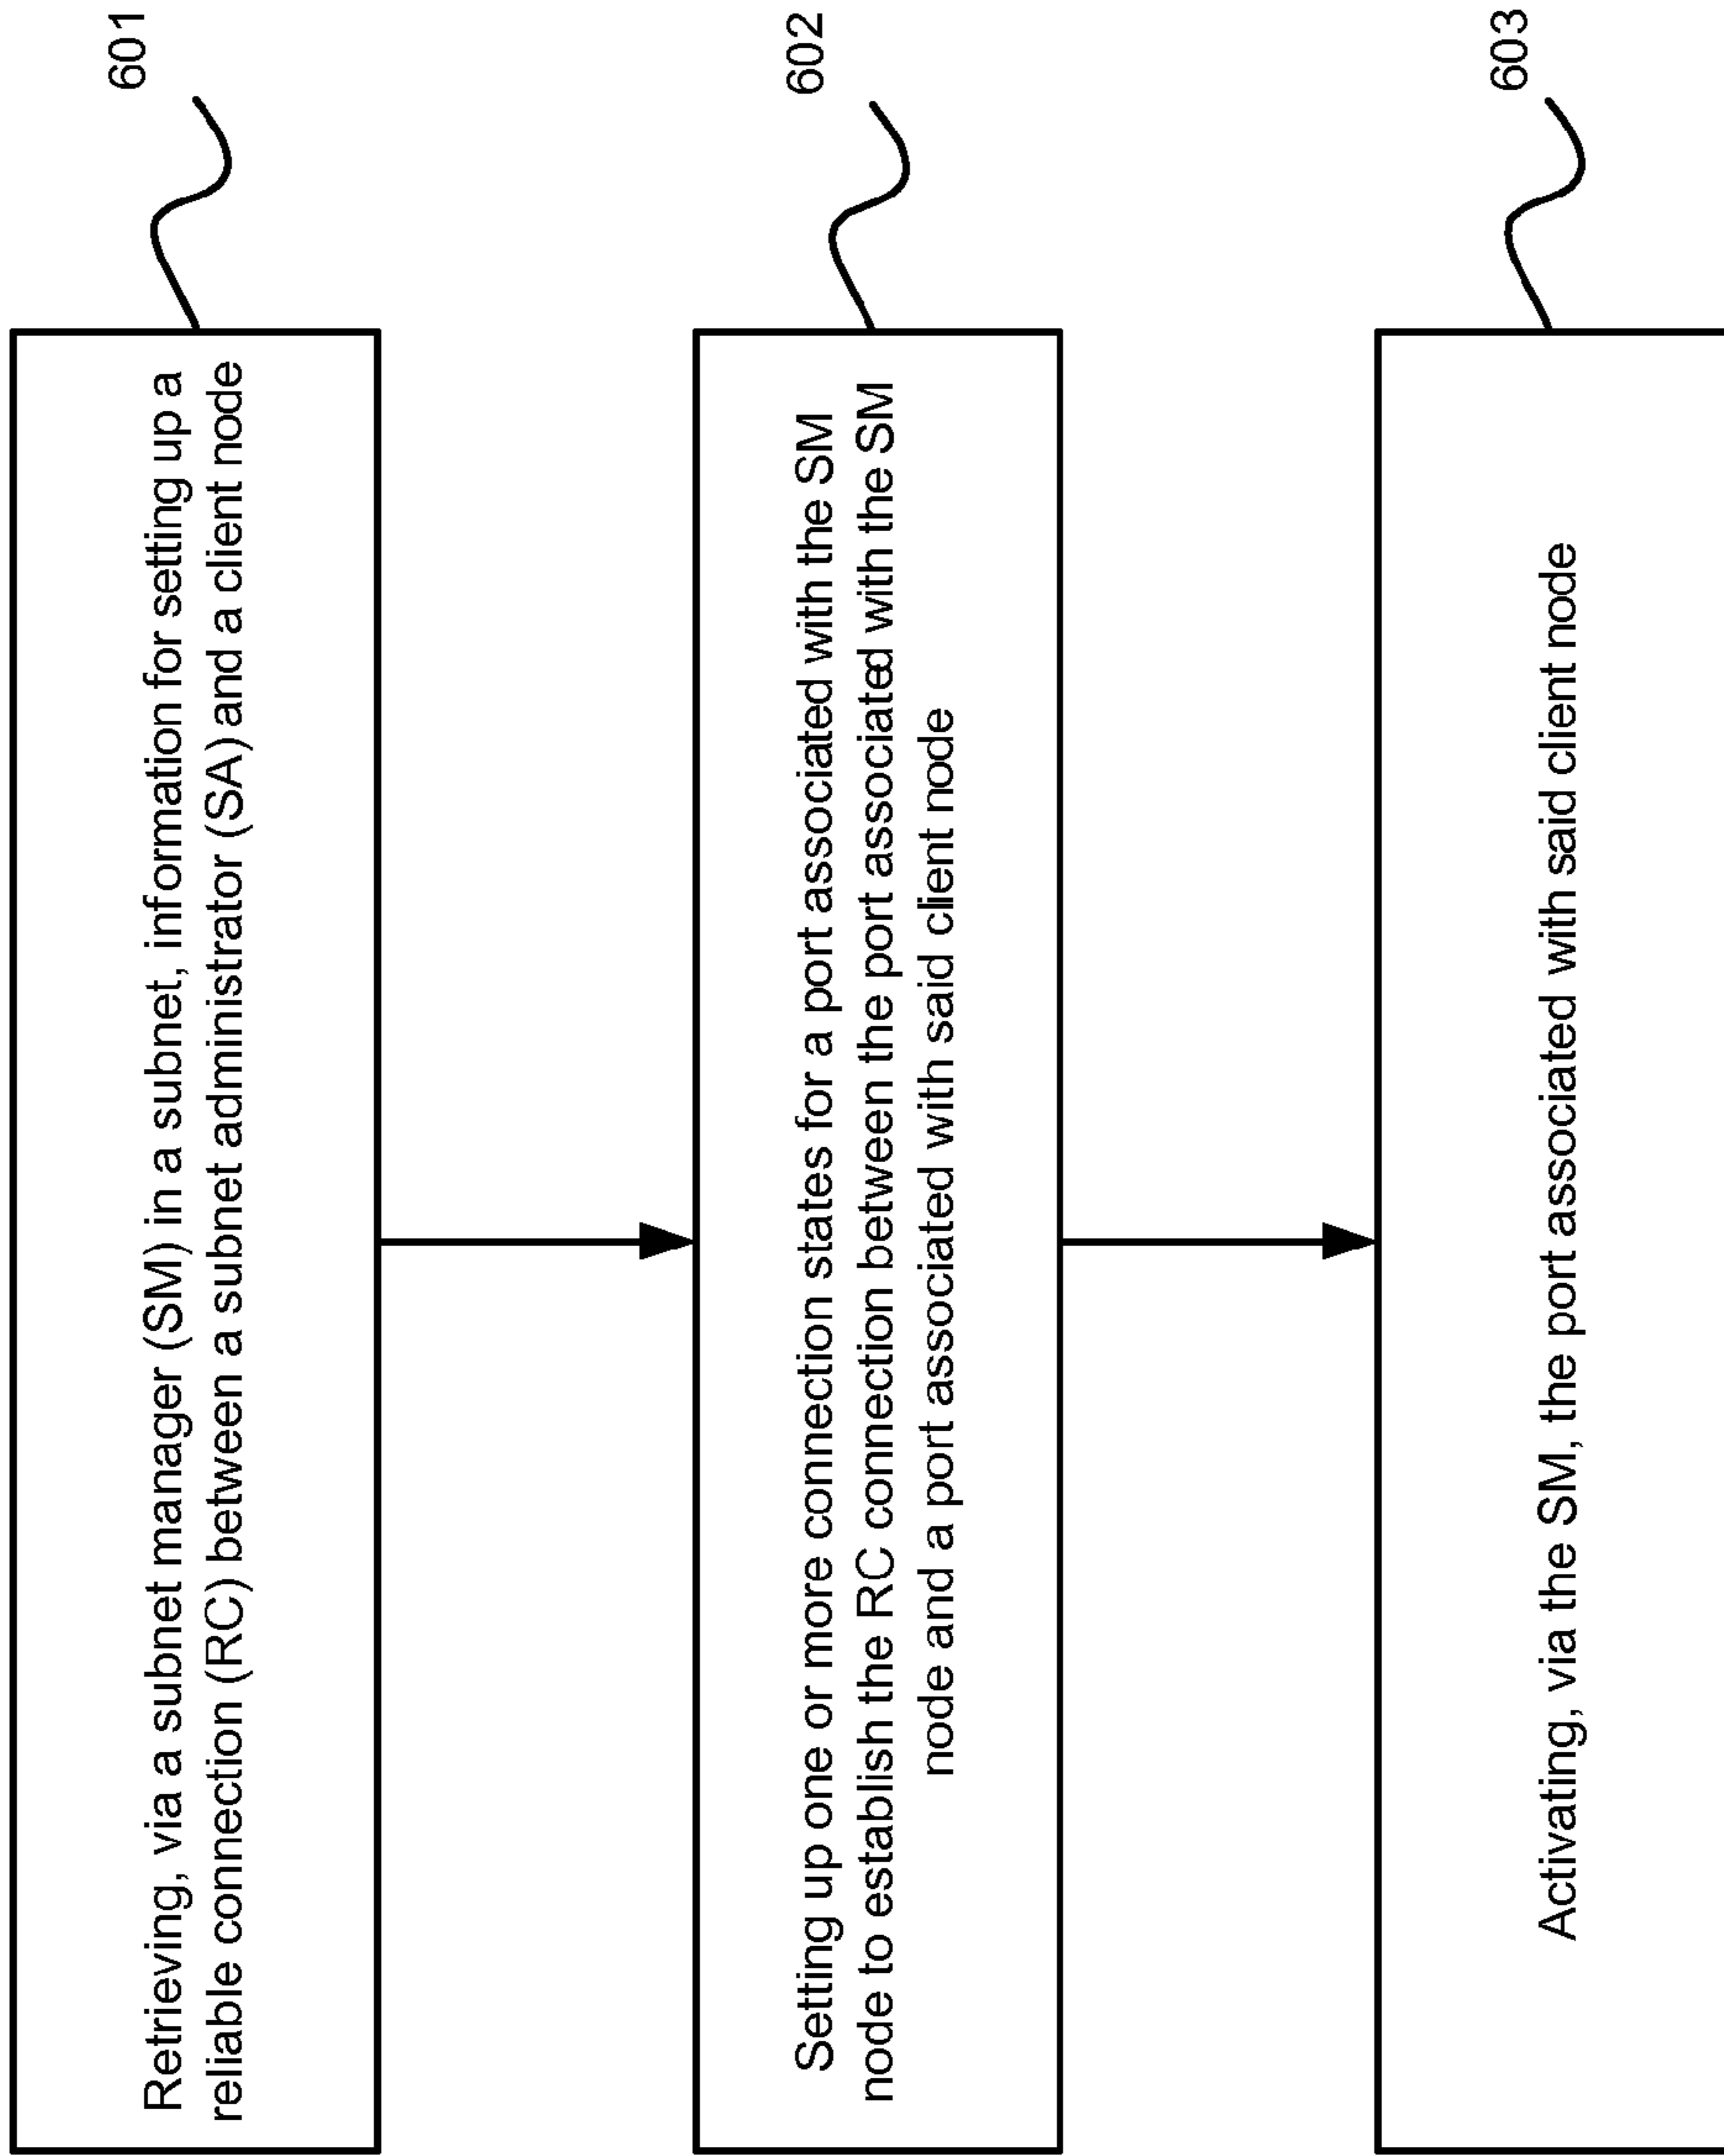 Retrieving, via a subnet manager (SM) in a subnet, information for setting up a
reliable connection (RC) between a subnet administrator (SA) and a client node
601
Setting up one or more connection states for a port associated with the SM
node to establish the RC connection between the port associated with the SM
node and a port associated with said client node
602
Activating, via the SM, the port associated with said client node
603